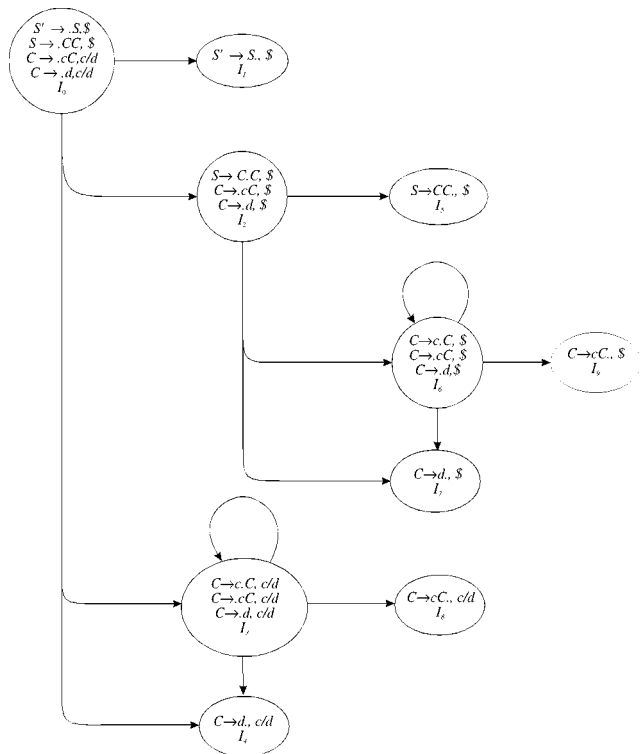 S' → .S,$
S → .CC, $
C → .cC,c/d
C → .d,c/d
I₀
S' → S., $
I₁
S→ C.C, $
C→.cC, $
C→.d, $
I₂
S→CC., $
I₅
C→c.C, $
C→.cC, $
C→.d,$
I₆
C→cC., $
I₉
C→d., $
I₇
C→c.C, c/d
C→.cC, c/d
C→.d, c/d
I₃
C→cC., c/d
I₈
C→d., c/d
I₄